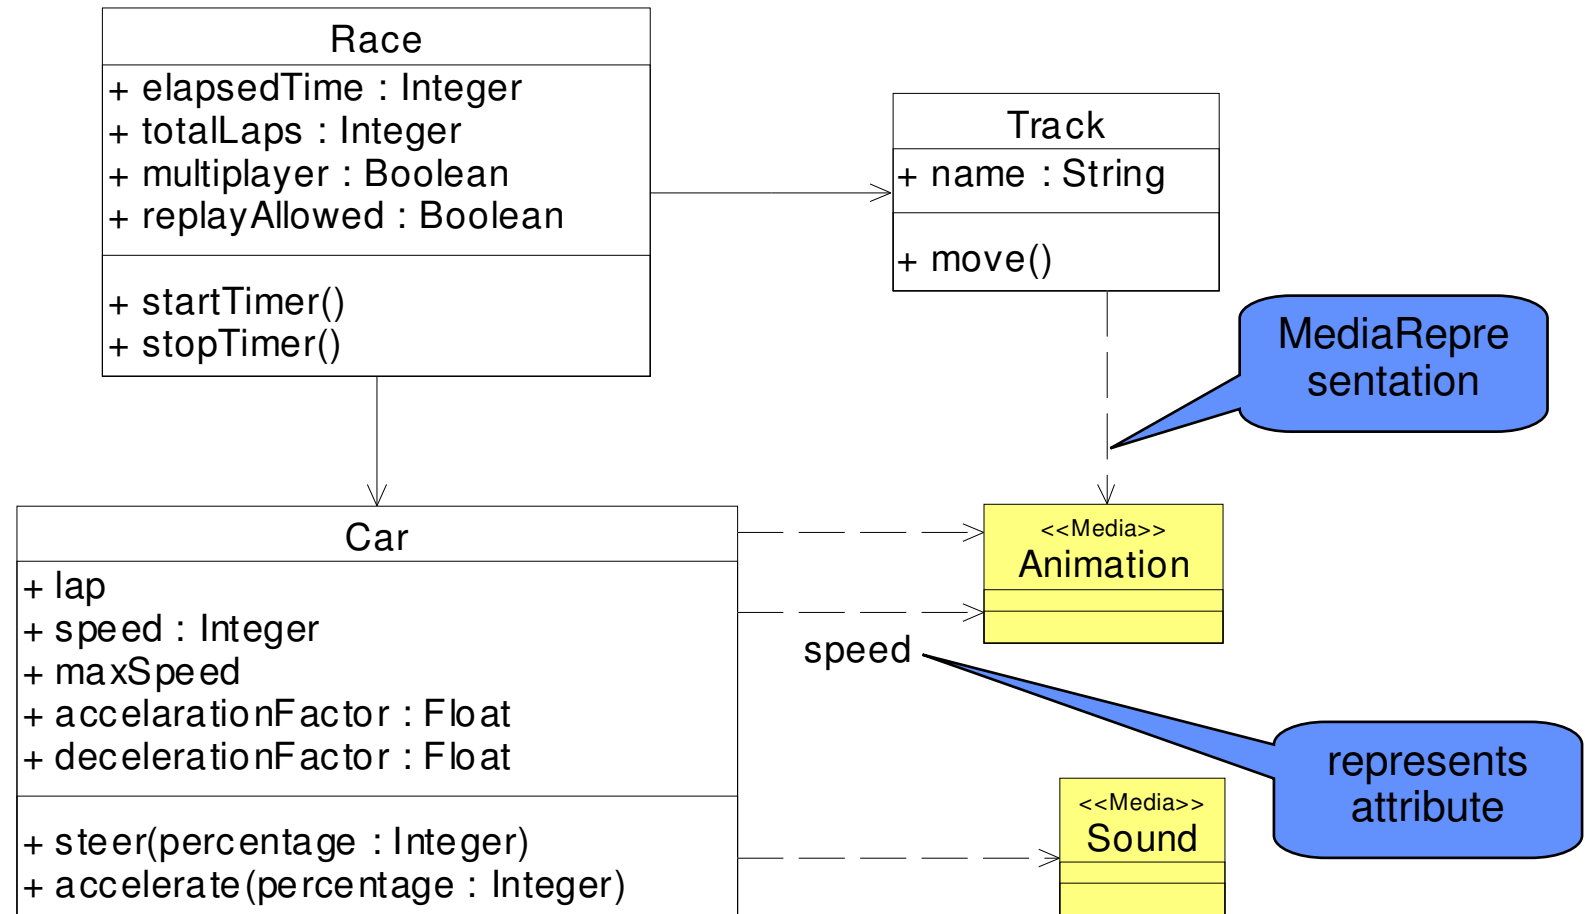 Race
+ elapsedTime : Integer
+ totalLaps : Integer
+ multiplayer : Boolean
+ replayAllowed : Boolean
+ startTimer()
+ stopTimer()
Track
+ name : String
+ move()
MediaRepre
sentation
Car
+ lap
+ speed : Integer
+ maxSpeed
+ accelarationFactor : Float
+ decelerationFactor : Float
+ steer(percentage : Integer)
+ accelerate(percentage : Integer)
<<Media>>
Animation
speed
represents
attribute
<<Media>>
Sound